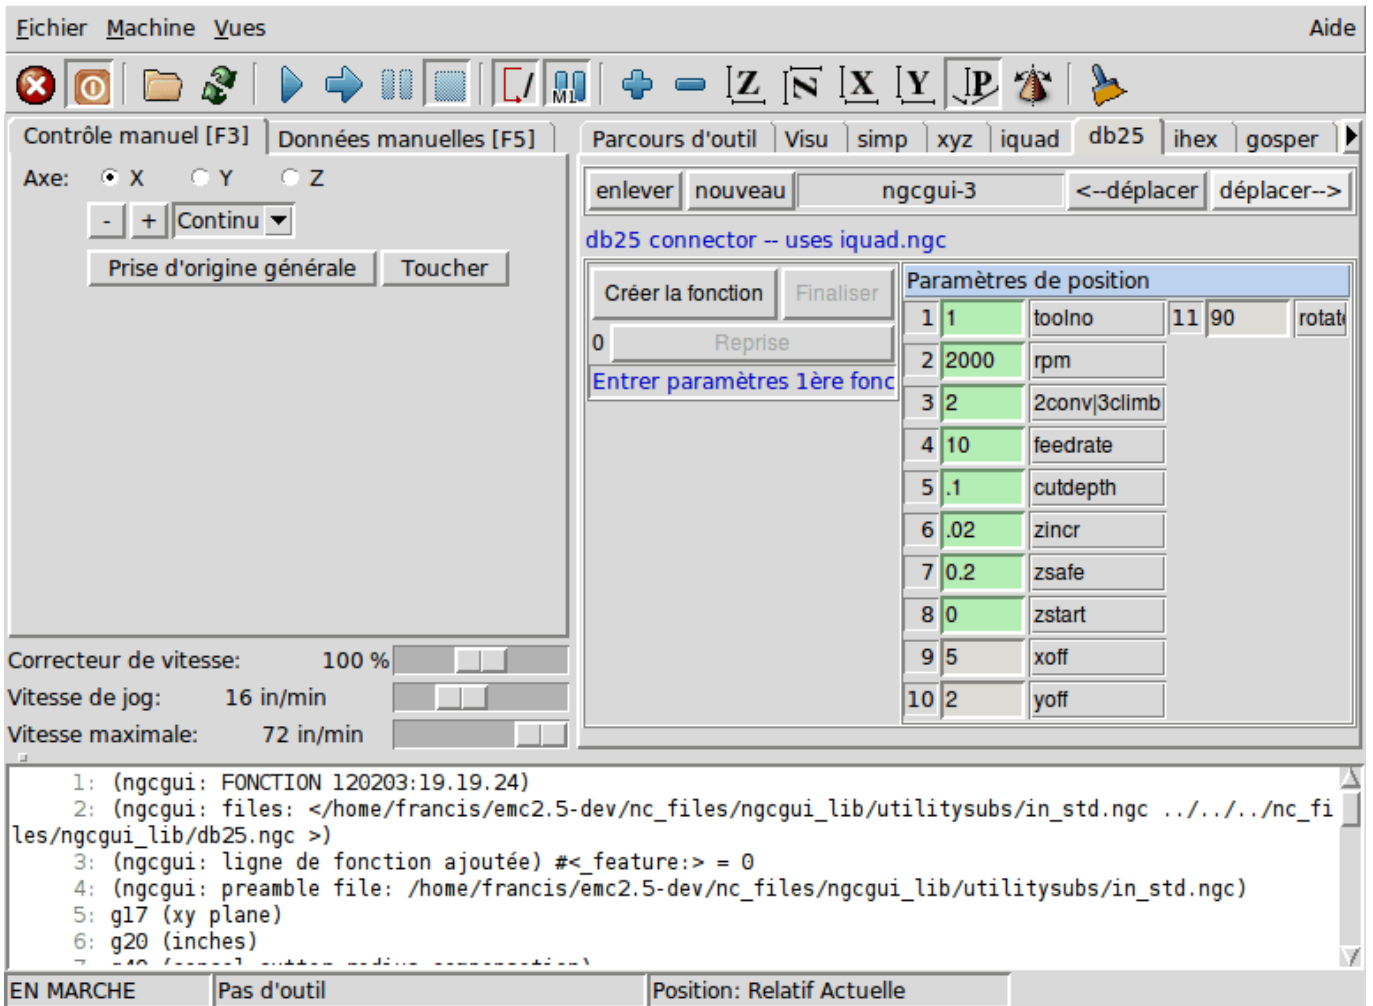 Fichier Machine Vues Aide
Z N X Y P
M1
Contrôle manuel [F3] Données manuelles [F5]
Axe: X Y Z
- + Continu
Prise d'origine générale Toucher
Parcours d'outil Visu simp xyz iquad db25 ihex gosper
enlever nouveau ngcgui-3 <--déplacer déplacer-->
db25 connector -- uses iquad.ngc
Créer la fonction Finaliser
0 Reprise
Entrer paramètres 1ère fonc
Paramètres de position
1 1 toolno 11 90 rotate
2 2000 rpm
3 2 2conv|3climb
4 10 feedrate
5 .1 cutdepth
6 .02 zincr
7 0.2 zsafe
8 0 zstart
9 5 xoff
10 2 yoff
Correcteur de vitesse: 100 %
Vitesse de jog: 16 in/min
Vitesse maximale: 72 in/min
1: (ngcgui: FONCTION 120203:19.19.24)
2: (ngcgui: files: </home/francis/emc2.5-dev/nc_files/ngcgui_lib/utilitysubs/in_std.ngc ../../../nc_fi
les/ngcgui_lib/db25.ngc >)
3: (ngcgui: ligne de fonction ajoutée) #<_feature:> = 0
4: (ngcgui: preamble file: /home/francis/emc2.5-dev/nc_files/ngcgui_lib/utilitysubs/in_std.ngc)
5: g17 (xy plane)
6: g20 (inches)
7: g40 (cancel cutter radius compensation)
EN MARCHE Pas d'outil Position: Relatif Actuelle